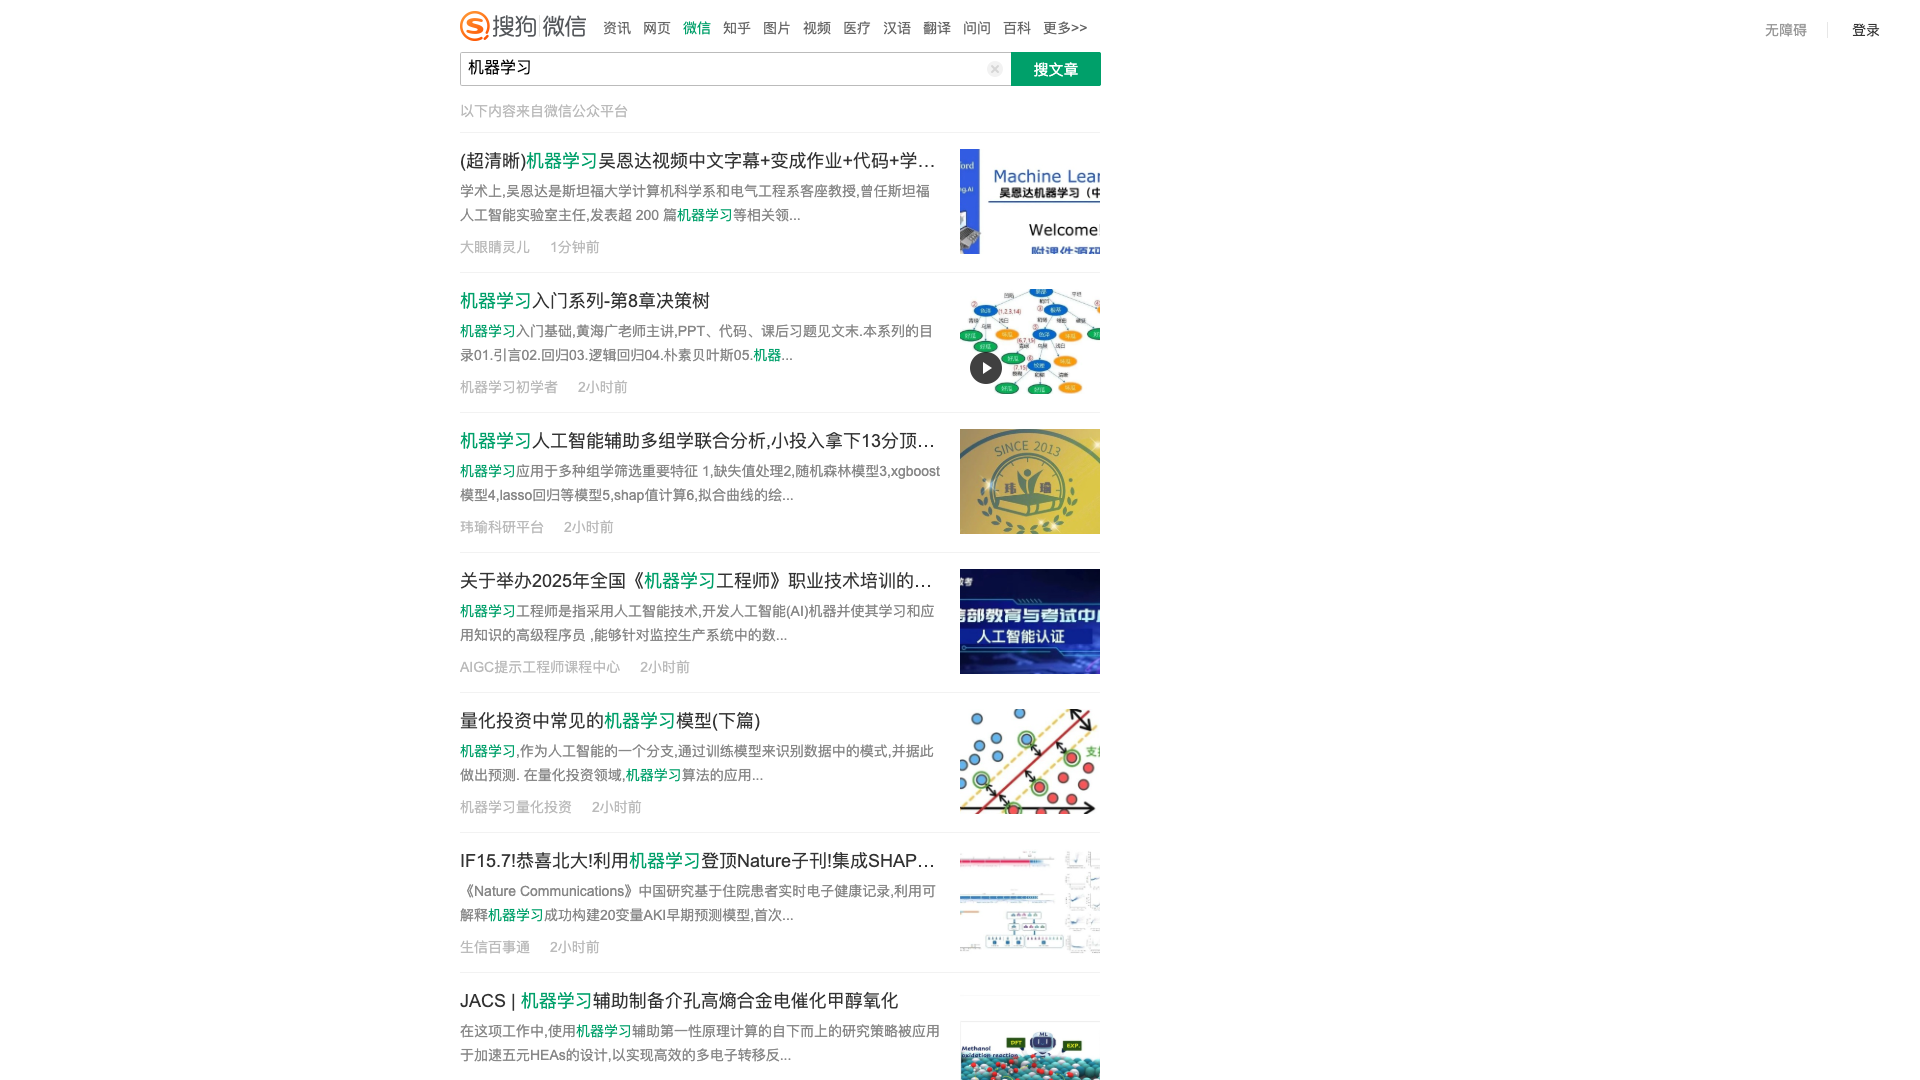 搜狗 微信 资讯 网页 微信 知乎 图片 视频 医疗 汉语 翻译 问问 百科 更多>> 无障碍 登录
机器学习 搜文章
以下内容来自微信公众平台
(超清晰)机器学习吴恩达视频中文字幕+变成作业+代码+学...
学术上,吴恩达是斯坦福大学计算机科学系和电气工程系客座教授,曾任斯坦福
人工智能实验室主任,发表超 200 篇机器学习等相关领...
大眼睛灵儿 1分钟前
ford
Machine Lear
吴恩达机器学习（中
g.AI
Welcome!
附课件源码
机器学习入门系列-第8章决策树
机器学习入门基础,黄海广老师主讲,PPT、代码、课后习题见文末.本系列的目
录01.引言02.回归03.逻辑回归04.朴素贝叶斯05.机器...
机器学习初学者 2小时前
机器学习人工智能辅助多组学联合分析,小投入拿下13分顶...
机器学习应用于多种组学筛选重要特征 1,缺失值处理2,随机森林模型3,xgboost
模型4,lasso回归等模型5,shap值计算6,拟合曲线的绘...
玮瑜科研平台 2小时前
SINCE 2013
玮 瑜
关于举办2025年全国《机器学习工程师》职业技术培训的...
机器学习工程师是指采用人工智能技术,开发人工智能(AI)机器并使其学习和应
用知识的高级程序员 ,能够针对监控生产系统中的数...
AIGC提示工程师课程中心 2小时前
部教育与考试中
人工智能认证
量化投资中常见的机器学习模型(下篇)
机器学习,作为人工智能的一个分支,通过训练模型来识别数据中的模式,并据此
做出预测. 在量化投资领域,机器学习算法的应用...
机器学习量化投资 2小时前
支
IF15.7!恭喜北大!利用机器学习登顶Nature子刊!集成SHAP...
《Nature Communications》中国研究基于住院患者实时电子健康记录,利用可
解释机器学习成功构建20变量AKI早期预测模型,首次...
生信百事通 2小时前
JACS | 机器学习辅助制备介孔高熵合金电催化甲醇氧化
在这项工作中,使用机器学习辅助第一性原理计算的自下而上的研究策略被应用
于加速五元HEAs的设计,以实现高效的多电子转移反...
ML
DFT
EXP.
Methanol
oxidation reaction